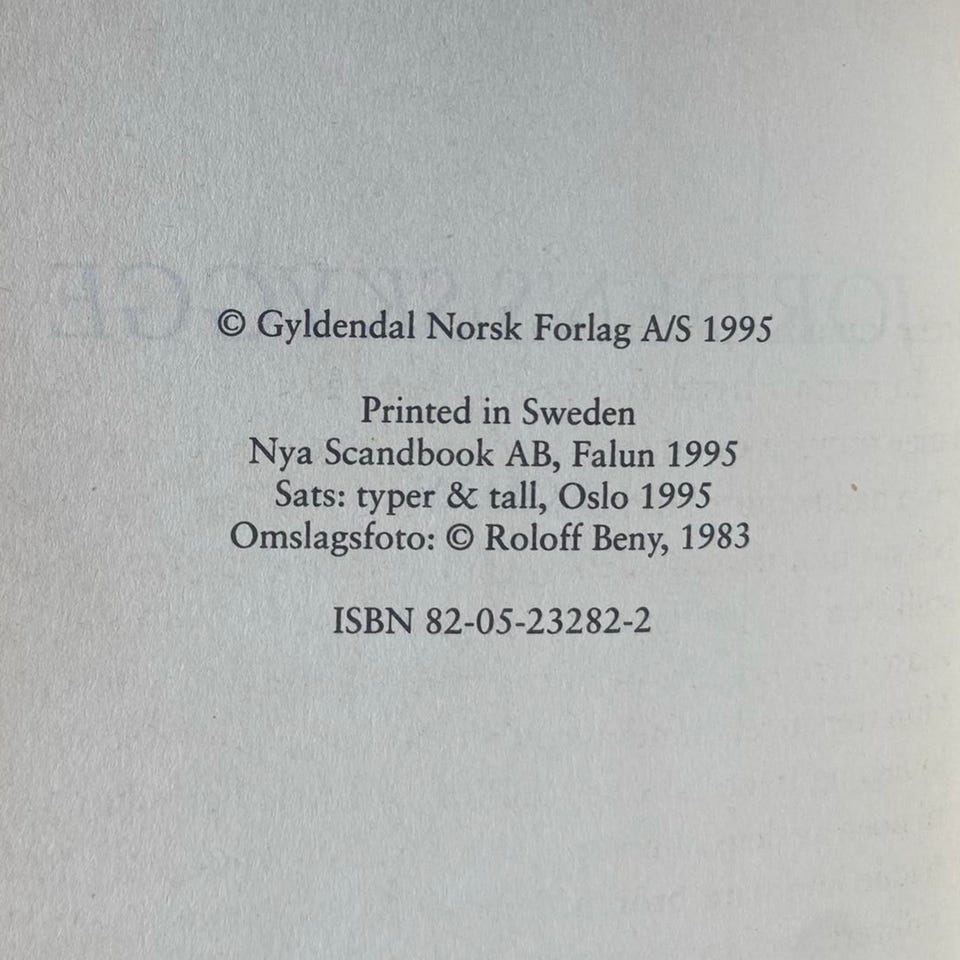 © Gyldendal Norsk Forlag A/S 1995
Printed in Sweden
Nya Scandbook AB, Falun 1995
Sats: typer & tall, Oslo 1995
Omslagsfoto: © Roloff Beny, 1983
ISBN 82-05-23282-2